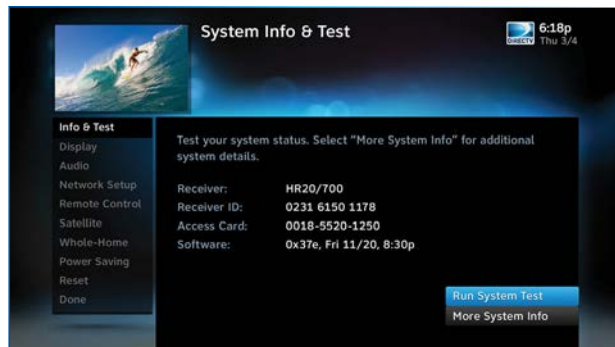 System Info & Test
DIRECTV
6:18p
Thu 3/4
Info & Test
Display
Audio
Network Setup
Remote Control
Satellite
Whole-Home
Power Saving
Reset
Done
Test your system status. Select "More System Info" for additional
system details.
Receiver: HR20/700
Receiver ID: 0231 6150 1178
Access Card: 0018-5520-1250
Software: 0x37e, Fri 11/20, 8:30p
Run System Test
More System Info